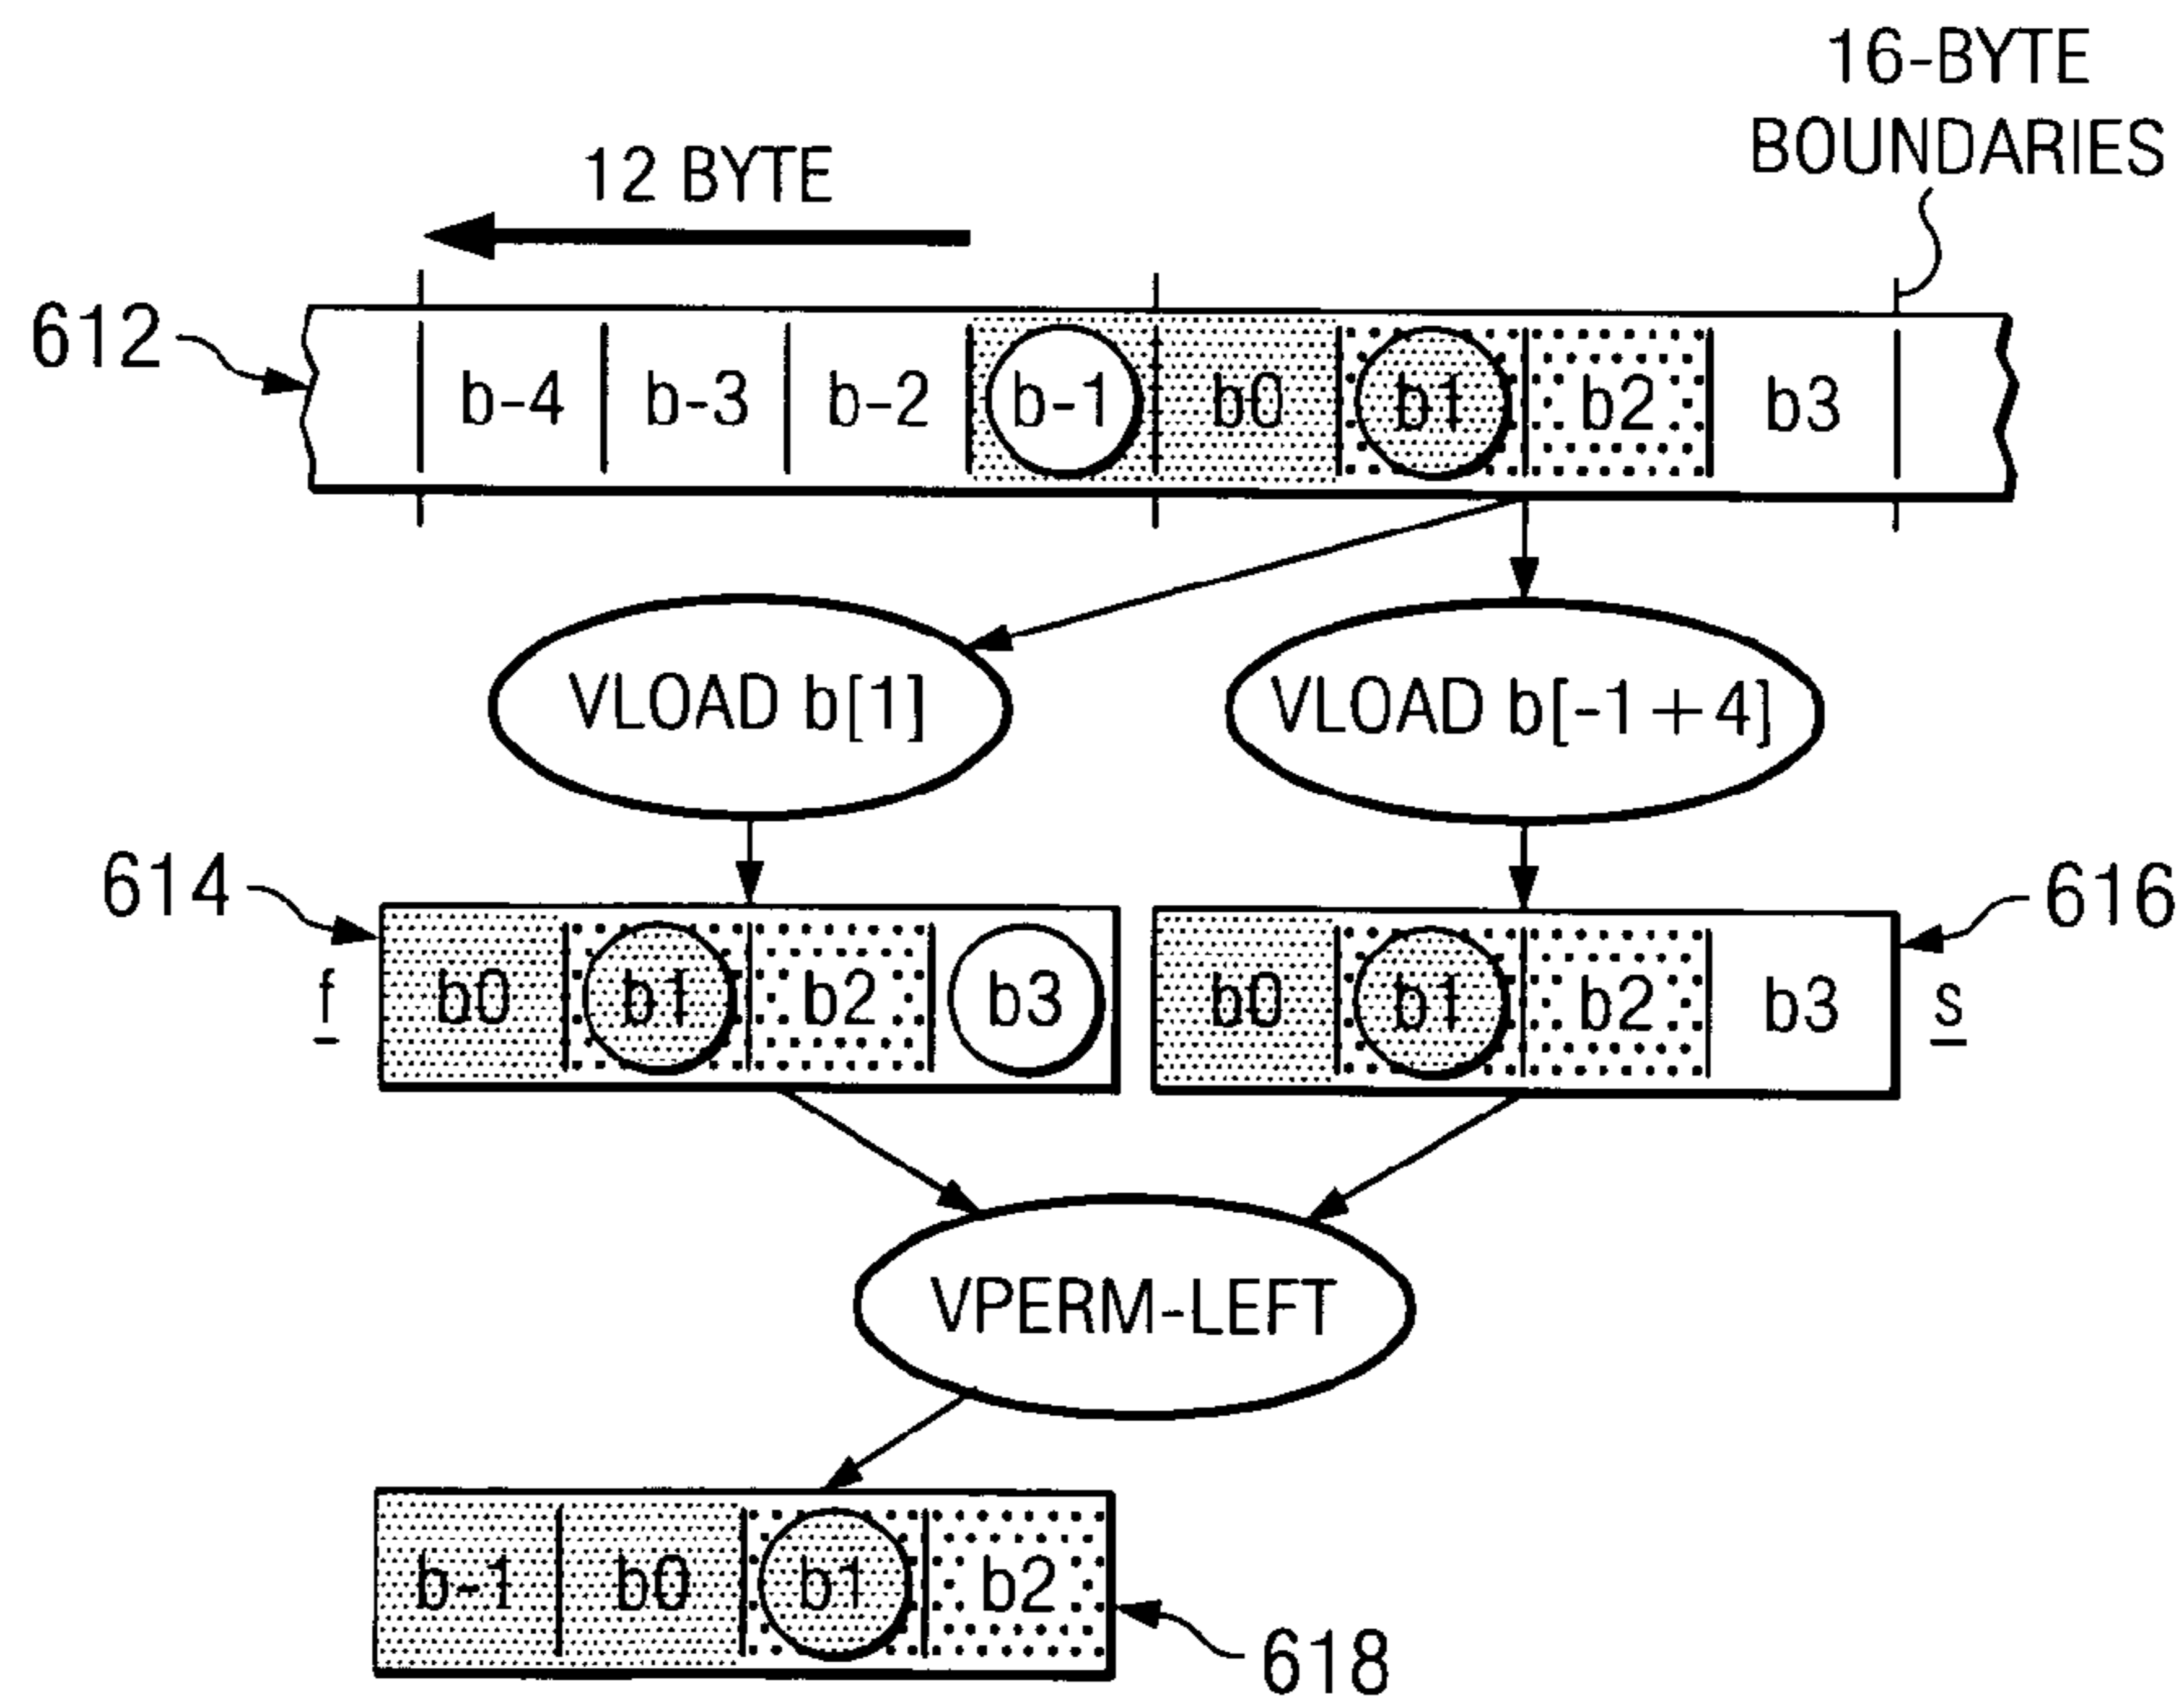 16-BYTE
BOUNDARIES
12 BYTE
612
b-4 b-3 b-2 b-1 b0 b1 b2 b3
VLOAD b[1] VLOAD b[-1+4]
614
616
f b0 b1 b2 b3 b0 b1 b2 b3 s
VPERM-LEFT
b-1 b0 b1 b2
618